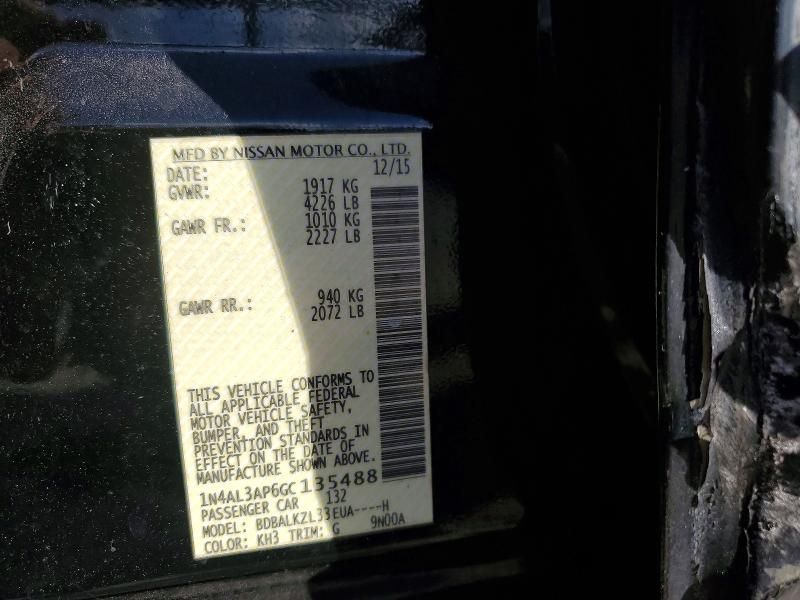 MFD BY NISSAN MOTOR CO., LTD.
DATE: 12/15
GVWR: 1917 KG
4226 LB
GAWR FR.: 1010 KG
2227 LB
GAWR RR.: 940 KG
2072 LB
THIS VEHICLE CONFORMS TO
ALL APPLICABLE FEDERAL
MOTOR VEHICLE SAFETY,
BUMPER, AND THEFT
PREVENTION STANDARDS IN
EFFECT ON THE DATE OF
MANUFACTURE SHOWN ABOVE.
1N4AL3AP6GC135488
PASSENGER CAR 132
MODEL: BDBALKZL33EUA----H
COLOR: KH3 TRIM: G 9N00A